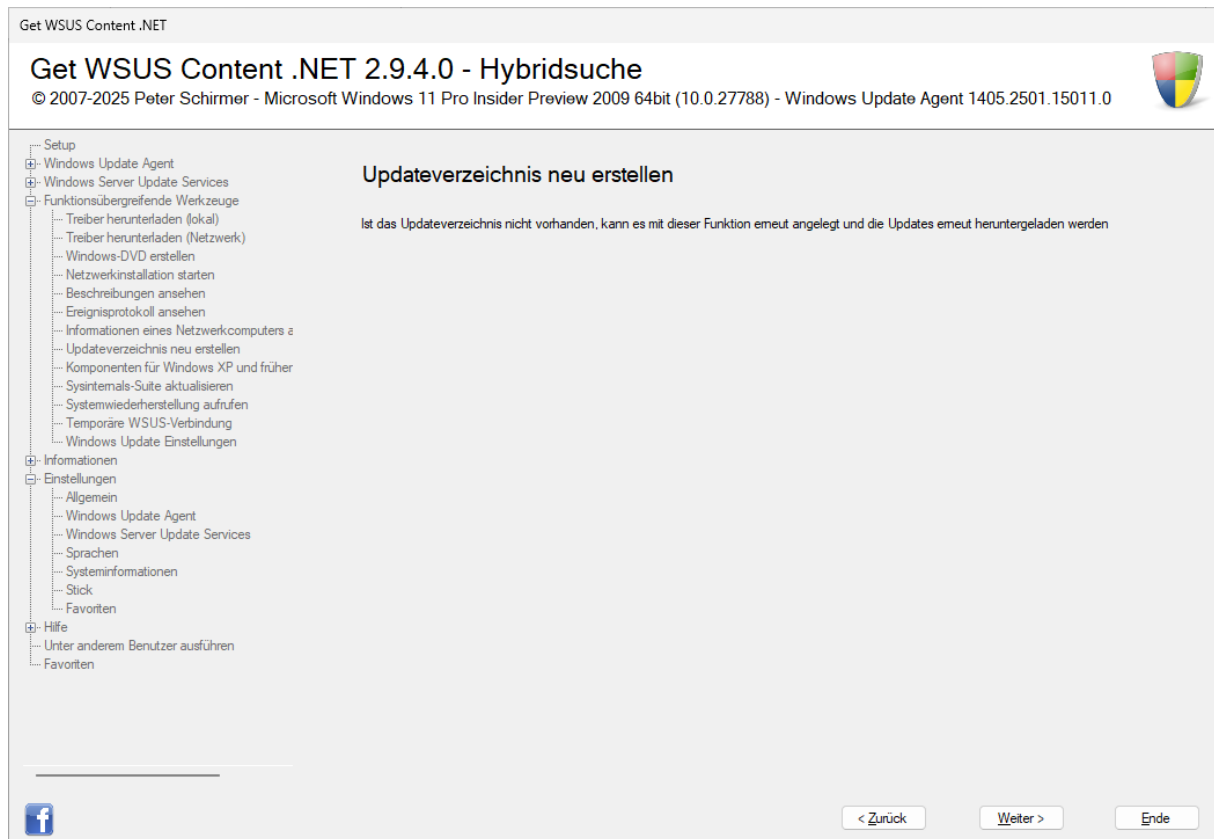 Get WSUS Content .NET
Get WSUS Content .NET 2.9.4.0 - Hybridsuche
© 2007-2025 Peter Schirmer - Microsoft Windows 11 Pro Insider Preview 2009 64bit (10.0.27788) - Windows Update Agent 1405.2501.15011.0
Setup
Windows Update Agent
Windows Server Update Services
Funktionsübergreifende Werkzeuge
Treiber herunterladen (lokal)
Treiber herunterladen (Netzwerk)
Windows-DVD erstellen
Netzwerkinstallation starten
Beschreibungen ansehen
Ereignisprotokoll ansehen
Informationen eines Netzwerkcomputers a
Updateverzeichnis neu erstellen
Komponenten für Windows XP und früher
Sysinternals-Suite aktualisieren
Systemwiederherstellung aufrufen
Temporäre WSUS-Verbindung
Windows Update Einstellungen
Informationen
Einstellungen
Allgemein
Windows Update Agent
Windows Server Update Services
Sprachen
Systeminformationen
Stick
Favoriten
Hilfe
Unter anderem Benutzer ausführen
Favoriten
Updateverzeichnis neu erstellen
Ist das Updateverzeichnis nicht vorhanden, kann es mit dieser Funktion erneut angelegt und die Updates erneut heruntergeladen werden
f
< Zurück
Weiter >
Ende